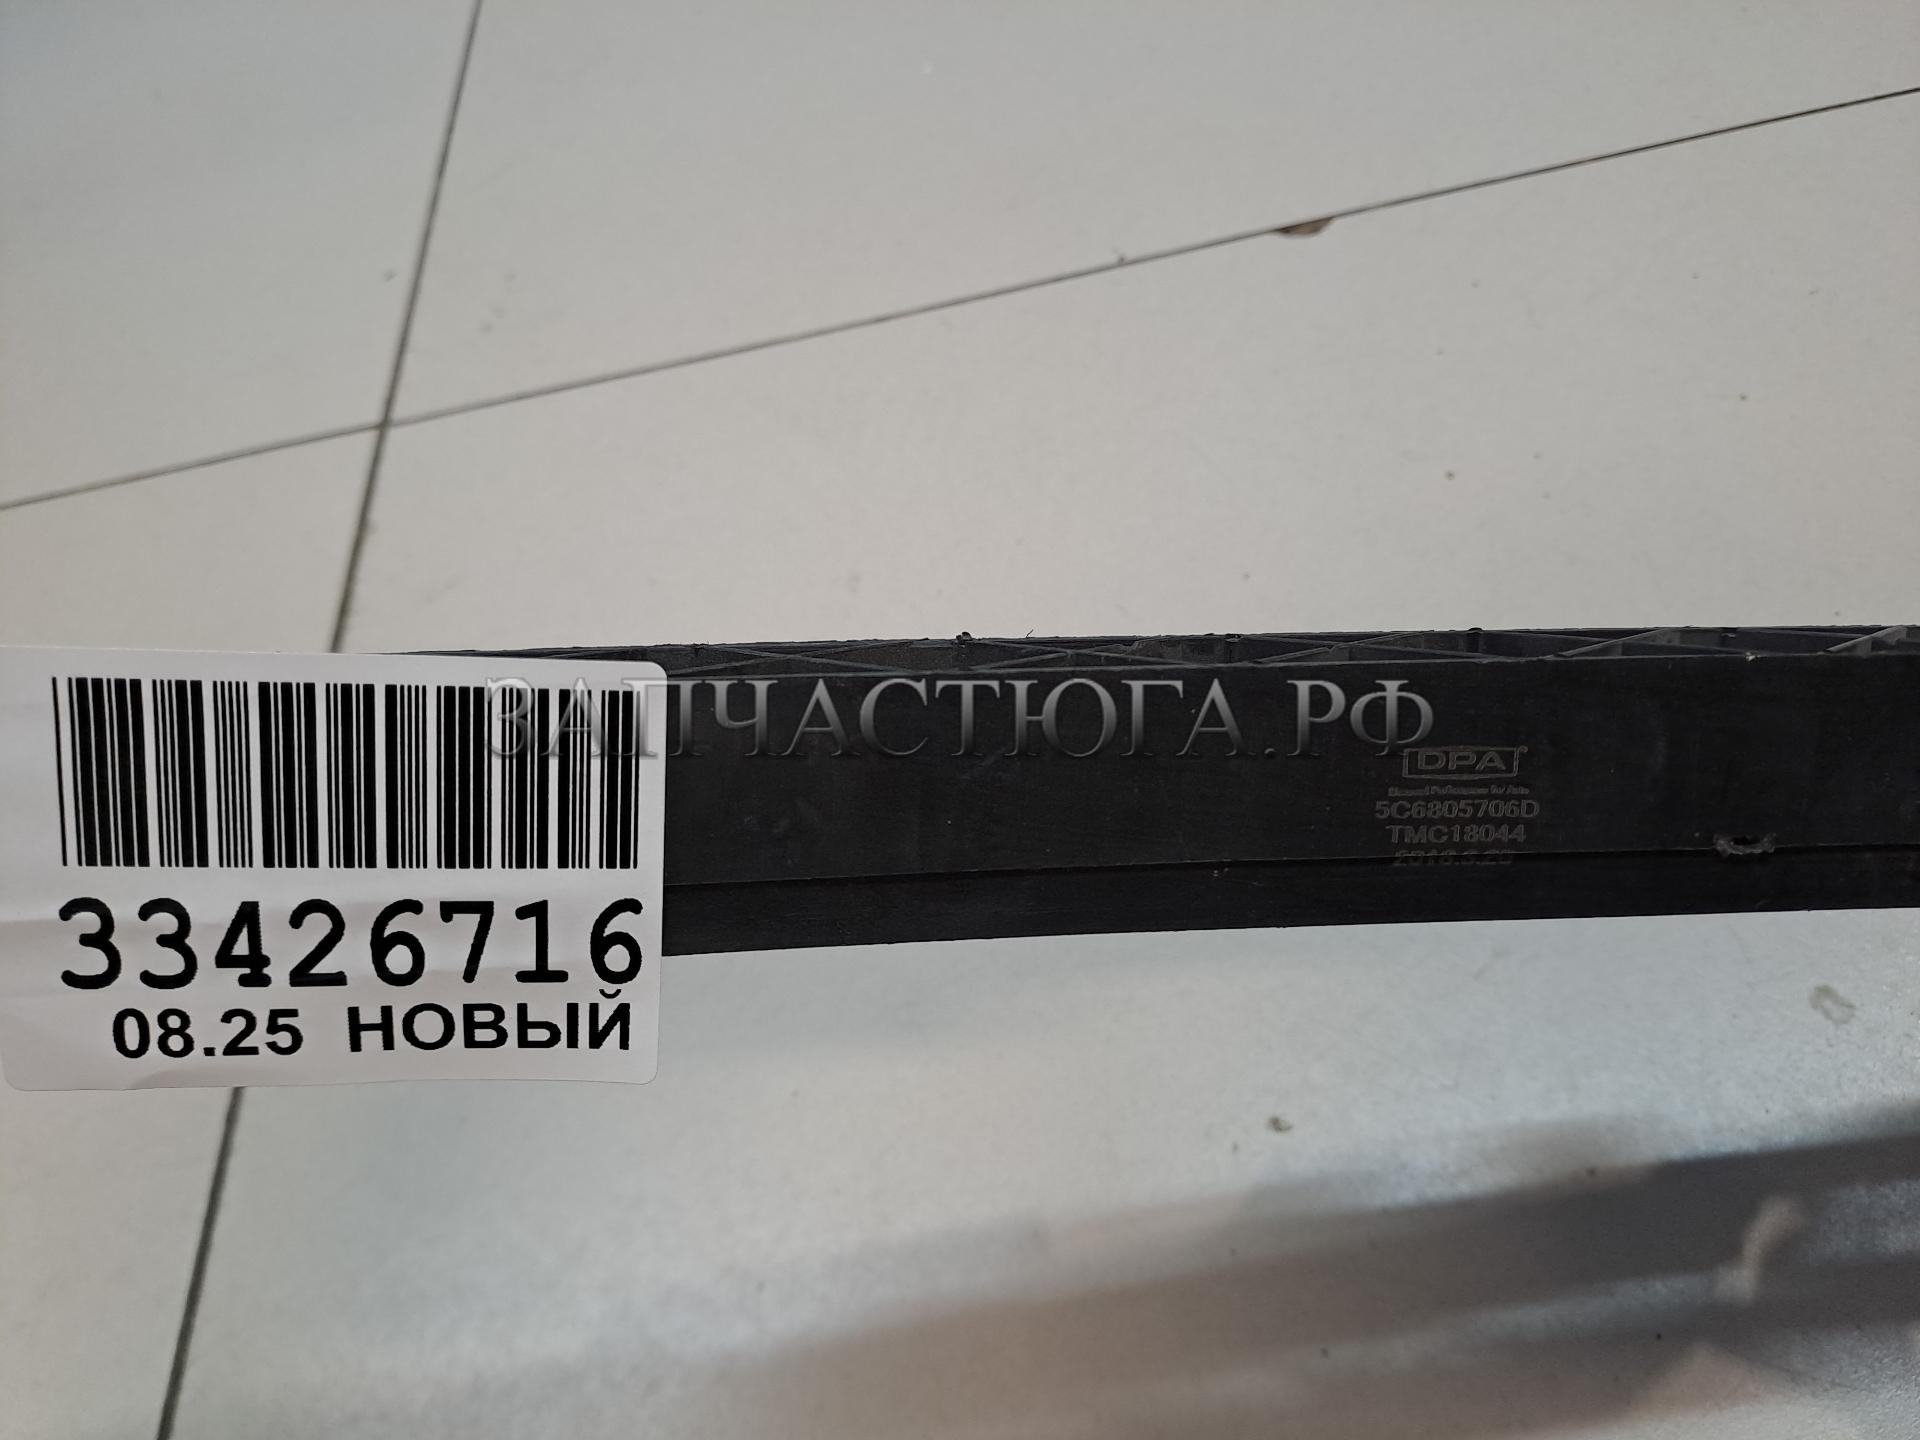 ЗАПЧАСТЮГА.РФ
DPA
5C6805706D
TMC18044
33426716
08.25 НОВЫЙ